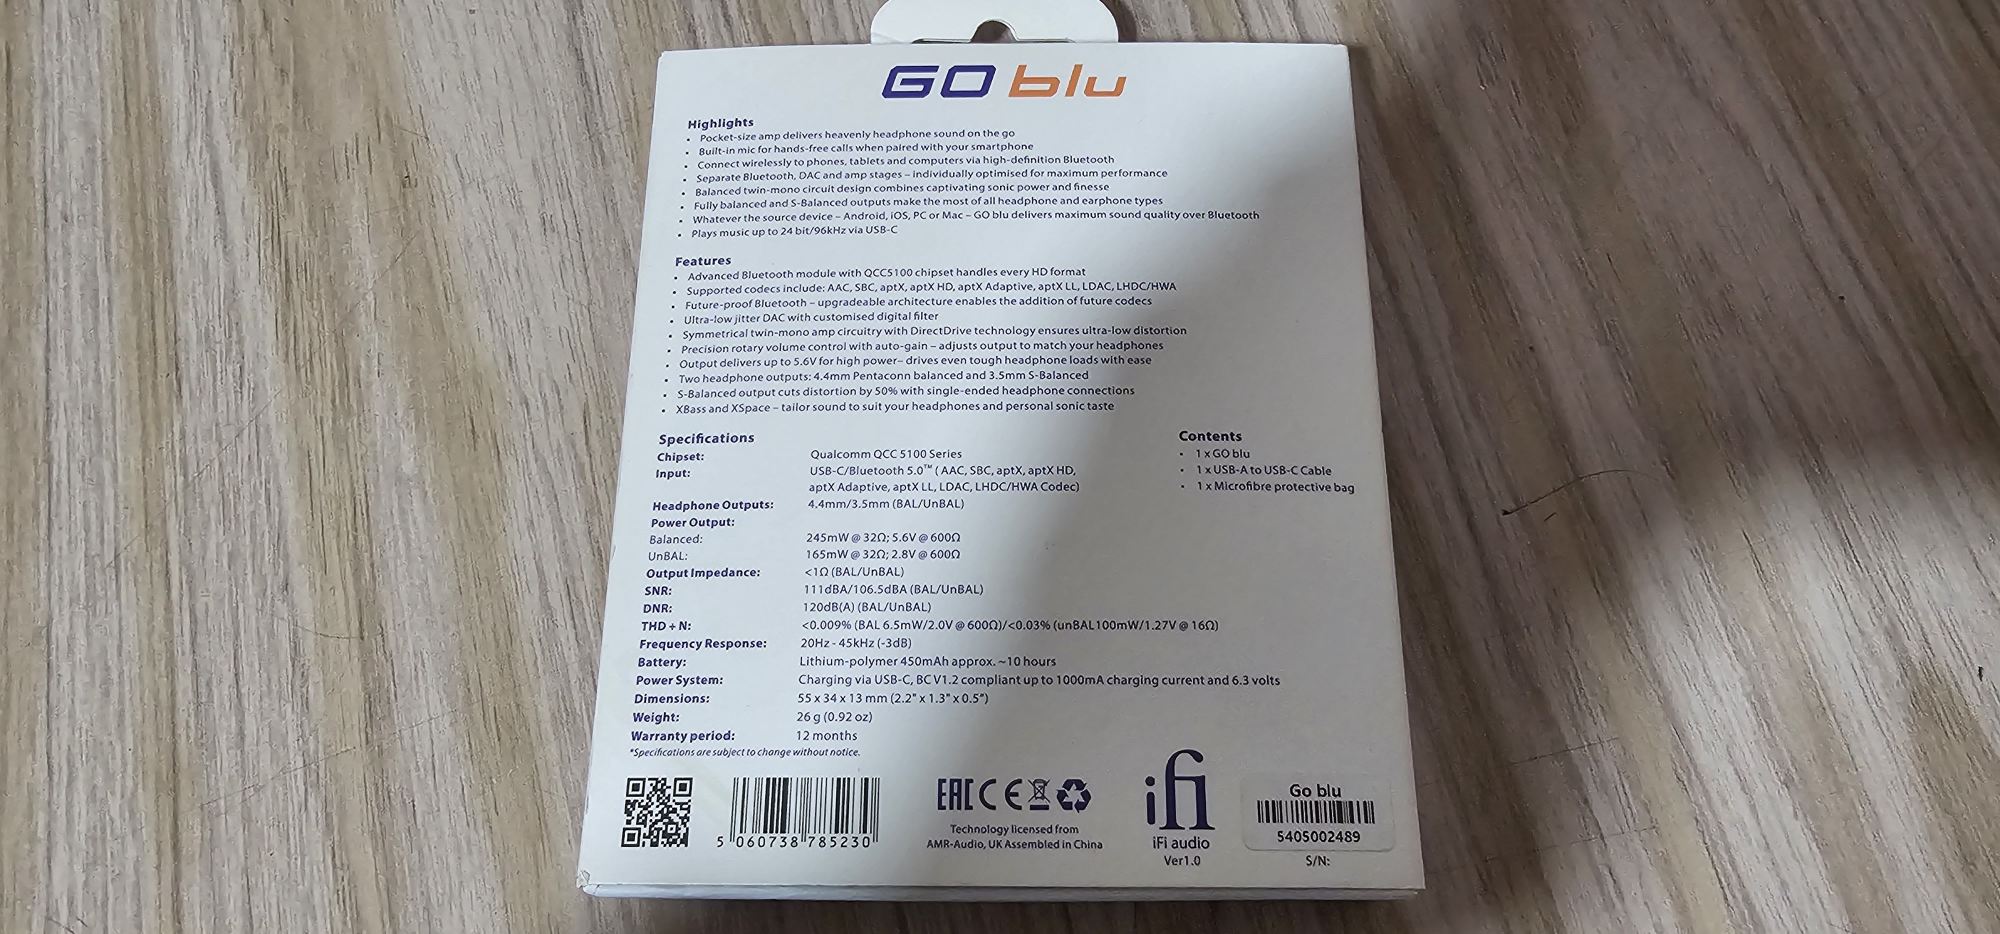 GO blu
Highlights
• Pocket-size amp delivers heavenly headphone sound on the go
• Built-in mic for hands-free calls when paired with your smartphone
• Connect wirelessly to phones, tablets and computers via high-definition Bluetooth
• Separate Bluetooth, DAC and amp stages – individually optimised for maximum performance
• Balanced twin-mono circuit design combines captivating sonic power and finesse
• Fully balanced and S-Balanced outputs make the most of all headphone and earphone types
• Whatever the source device – Android, iOS, PC or Mac – GO blu delivers maximum sound quality over Bluetooth
• Plays music up to 24 bit/96kHz via USB-C
Features
• Advanced Bluetooth module with QCC5100 chipset handles every HD format
• Supported codecs include: AAC, SBC, aptX, aptX HD, aptX Adaptive, aptX LL, LDAC, LHDC/HWA
• Future-proof Bluetooth – upgradeable architecture enables the addition of future codecs
• Ultra-low jitter DAC with customised digital filter
• Symmetrical twin-mono amp circuitry with DirectDrive technology ensures ultra-low distortion
• Precision rotary volume control with auto-gain – adjusts output to match your headphones
• Output delivers up to 5.6V for high power– drives even tough headphone loads with ease
• Two headphone outputs: 4.4mm Pentaconn balanced and 3.5mm S-Balanced
• S-Balanced output cuts distortion by 50% with single-ended headphone connections
• XBass and XSpace – tailor sound to suit your headphones and personal sonic taste
Specifications
Chipset: Qualcomm QCC 5100 Series
Input: USB-C/Bluetooth 5.0™ ( AAC, SBC, aptX, aptX HD,
aptX Adaptive, aptX LL, LDAC, LHDC/HWA Codec)
Headphone Outputs: 4.4mm/3.5mm (BAL/UnBAL)
Power Output:
Balanced: 245mW @ 32Ω; 5.6V @ 600Ω
UnBAL: 165mW @ 32Ω; 2.8V @ 600Ω
Output Impedance: <1Ω (BAL/UnBAL)
SNR: 111dBA/106.5dBA (BAL/UnBAL)
DNR: 120dB(A) (BAL/UnBAL)
THD + N: <0.009% (BAL 6.5mW/2.0V @ 600Ω)/<0.03% (unBAL100mW/1.27V @ 16Ω)
Frequency Response: 20Hz - 45kHz (-3dB)
Battery: Lithium-polymer 450mAh approx. ~10 hours
Power System: Charging via USB-C, BC V1.2 compliant up to 1000mA charging current and 6.3 volts
Dimensions: 55 x 34 x 13 mm (2.2" x 1.3" x 0.5")
Weight: 26 g (0.92 oz)
Warranty period: 12 months
*Specifications are subject to change without notice.
Contents
• 1 x GO blu
• 1 x USB-A to USB-C Cable
• 1 x Microfibre protective bag
5 060738 785230
EAC CE
Technology licensed from
AMR-Audio, UK Assembled in China
ifi
iFi audio
Ver1.0
Go blu
5405002489
S/N: